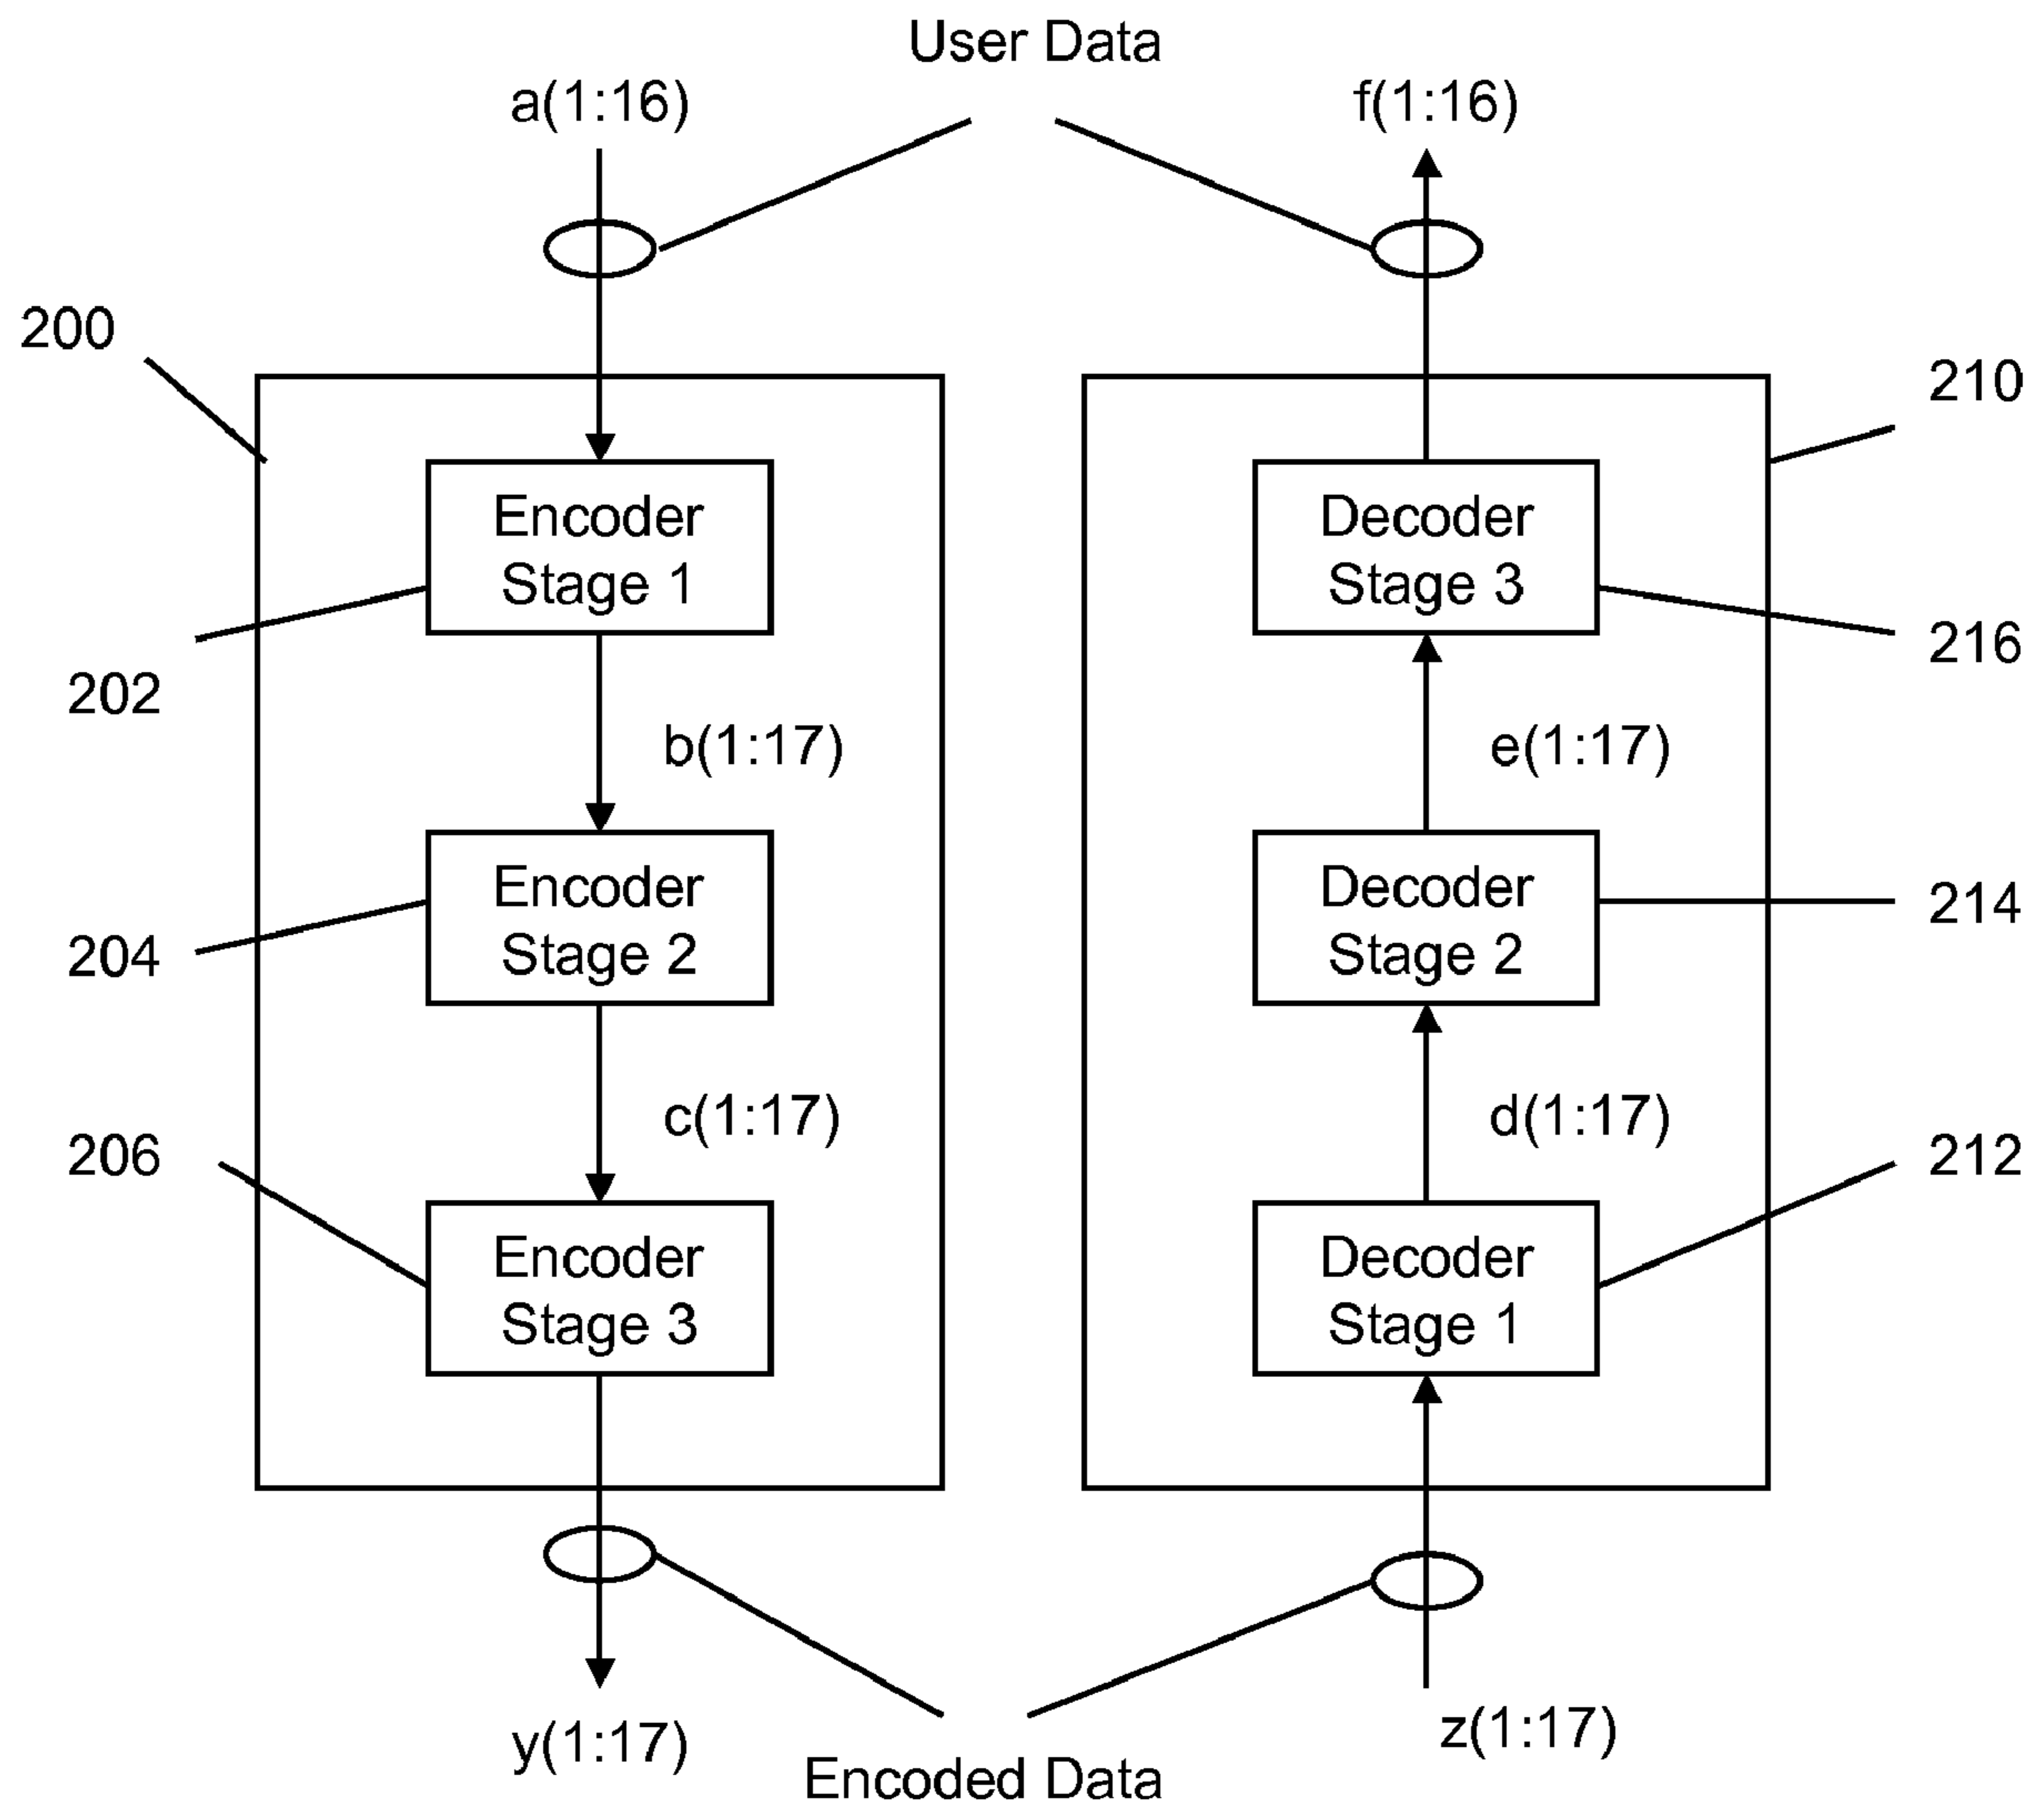 User Data
a(1:16)
f(1:16)
200
210
Encoder
Stage 1
Decoder
Stage 3
202
216
b(1:17)
e(1:17)
Encoder
Stage 2
Decoder
Stage 2
204
214
c(1:17)
d(1:17)
206
212
Encoder
Stage 3
Decoder
Stage 1
y(1:17)
z(1:17)
Encoded Data